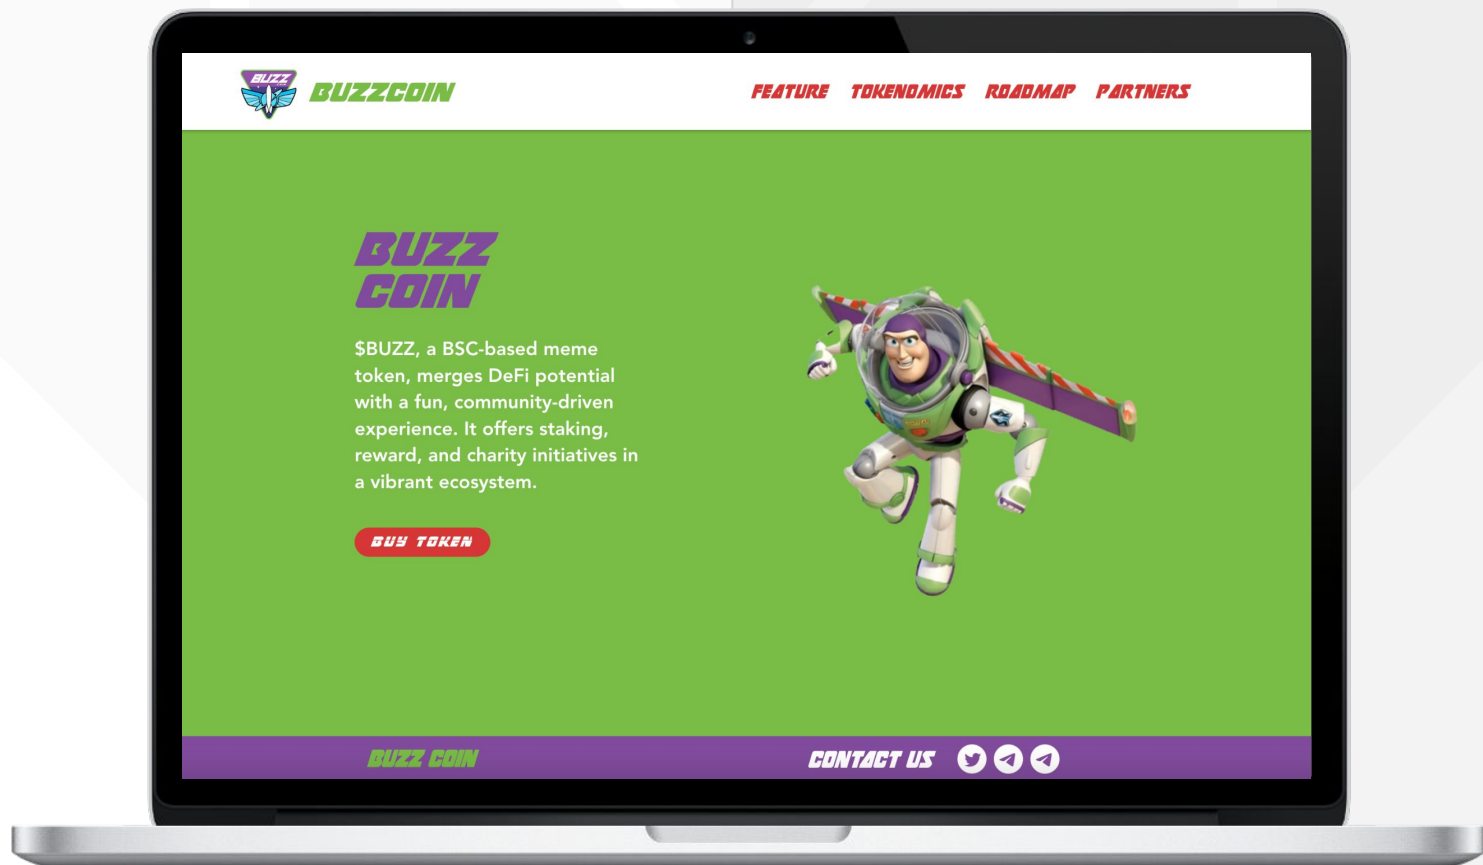 BUZZ
BUZZCOIN
FEATURE TOKENOMICS ROADMAP PARTNERS
BUZZ
COIN
$BUZZ, a BSC-based meme
token, merges DeFi potential
with a fun, community-driven
experience. It offers staking,
reward, and charity initiatives in
a vibrant ecosystem.
BUY TOKEN
BUZZ COIN
CONTACT US